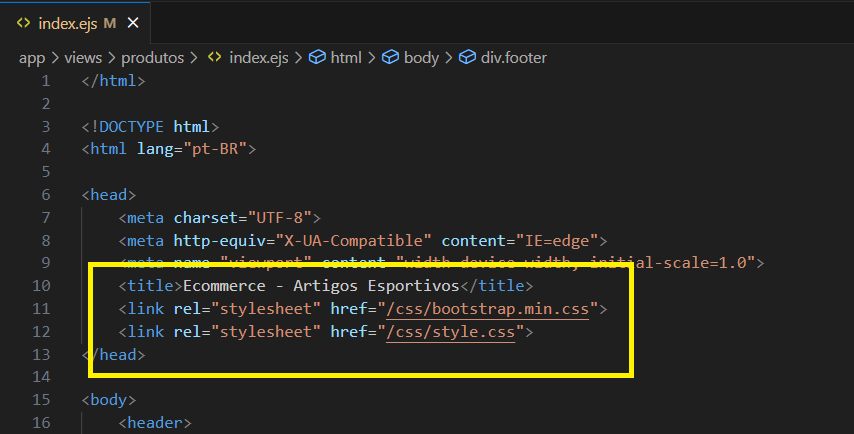 index.ejs M
app > views > produtos > index.ejs > html > body > div.footer
1 </html>
2
3 <!DOCTYPE html>
4 <html lang="pt-BR">
5
6 <head>
7 <meta charset="UTF-8">
8 <meta http-equiv="X-UA-Compatible" content="IE=edge">
9 <meta name="viewport" content="width=device-width, initial-scale=1.0">
10 <title>Ecommerce - Artigos Esportivos</title>
11 <link rel="stylesheet" href="/css/bootstrap.min.css">
12 <link rel="stylesheet" href="/css/style.css">
13 </head>
14
15 <body>
16 <header>